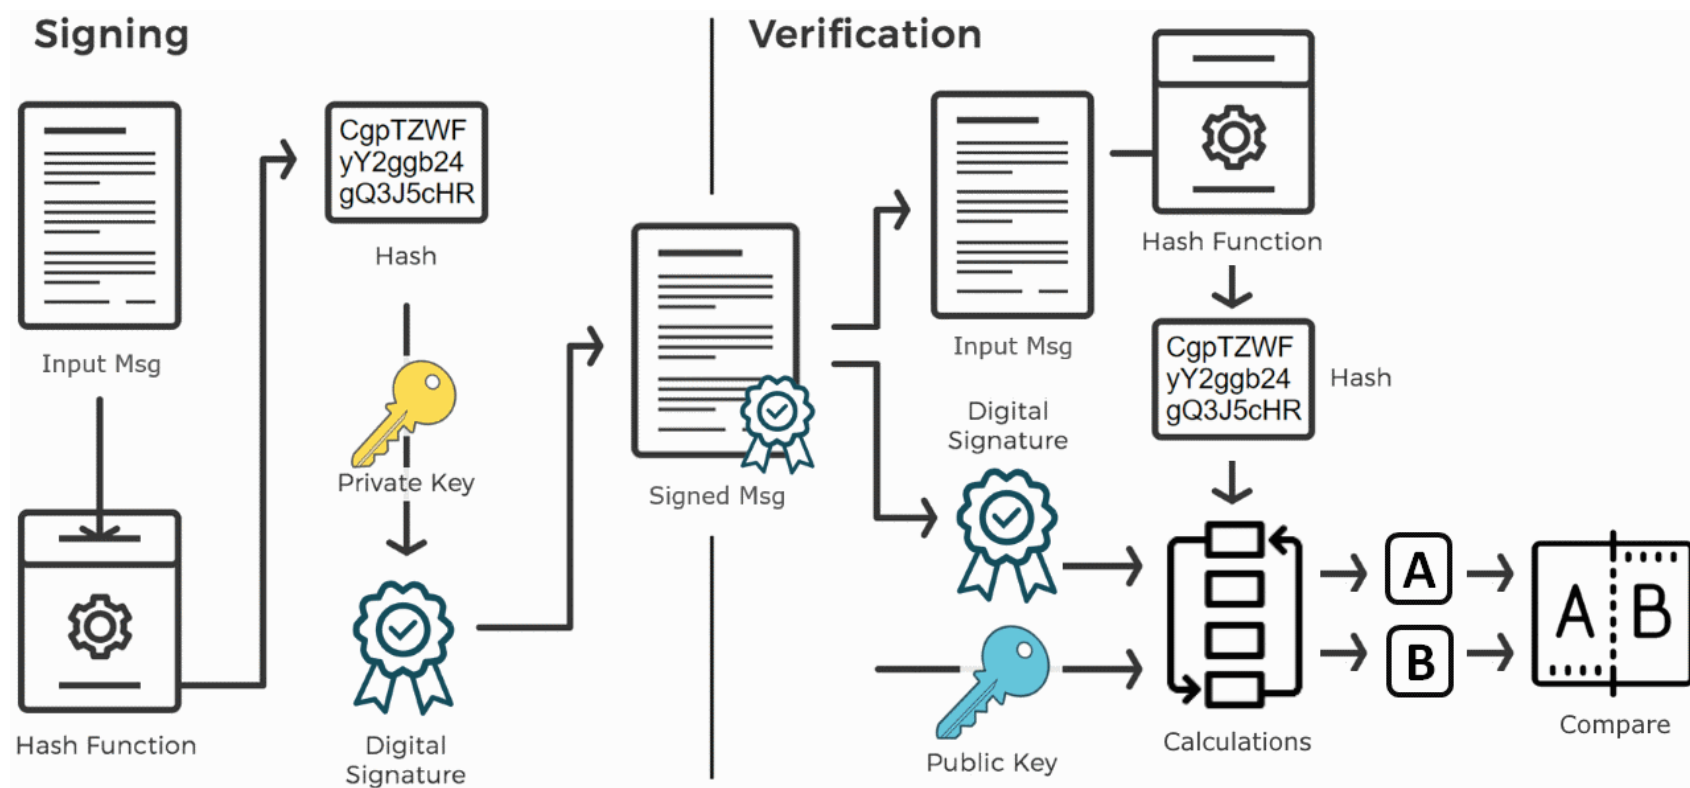 Signing
Input Msg
Hash Function
CgpTZWF
yY2ggb24
gQ3J5cHR
Hash
Private Key
Digital
Signature
Signed Msg
Verification
Input Msg
Hash Function
CgpTZWF
yY2ggb24
gQ3J5cHR
Hash
Digital
Signature
Public Key
Calculations
A
B
A B
Compare